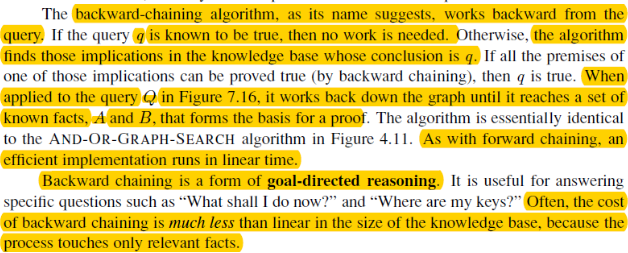 The backward-chaining algorithm, as its name suggests, works backward from the
query. If the query q is known to be true, then no work is needed. Otherwise, the algorithm
finds those implications in the knowledge base whose conclusion is q. If all the premises of
one of those implications can be proved true (by backward chaining), then q is true. When
applied to the query Q in Figure 7.16, it works back down the graph until it reaches a set of
known facts, A and B, that forms the basis for a proof. The algorithm is essentially identical
to the AND-OR-GRAPH-SEARCH algorithm in Figure 4.11. As with forward chaining, an
efficient implementation runs in linear time.
Backward chaining is a form of goal-directed reasoning. It is useful for answering
specific questions such as “What shall I do now?” and “Where are my keys?” Often, the cost
of backward chaining is much less than linear in the size of the knowledge base, because the
process touches only relevant facts.